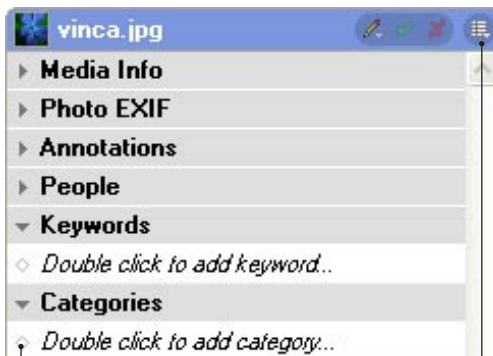 vinca.jpg
Media Info
Photo EXIF
Annotations
People
Keywords
Double click to add keyword...
Categories
Double click to add category...